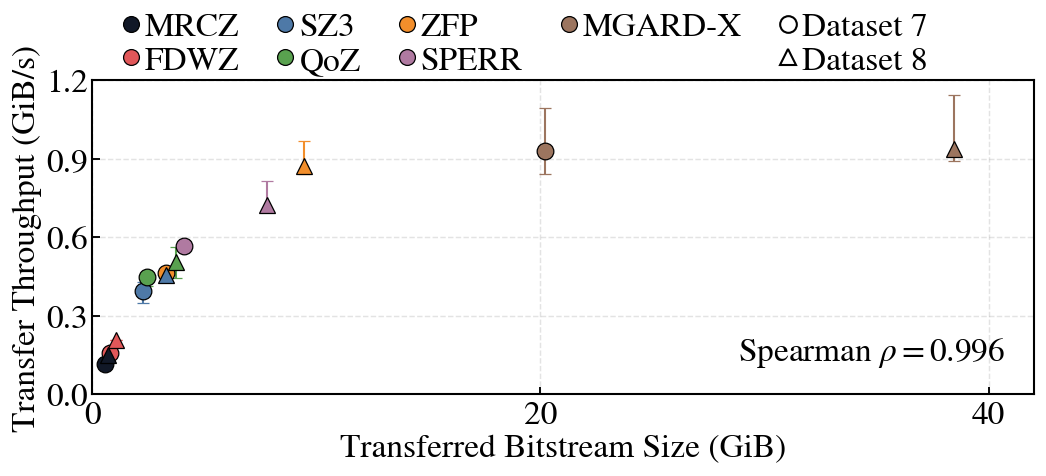 MRCZ SZ3 ZFP MGARD-X Dataset 7
FDWZ QoZ SPERR Dataset 8
Transfer Throughput (GiB/s)
1.2
0.9
0.6
0.3
0.0
Spearman ρ = 0.996
0 20 40
Transferred Bitstream Size (GiB)